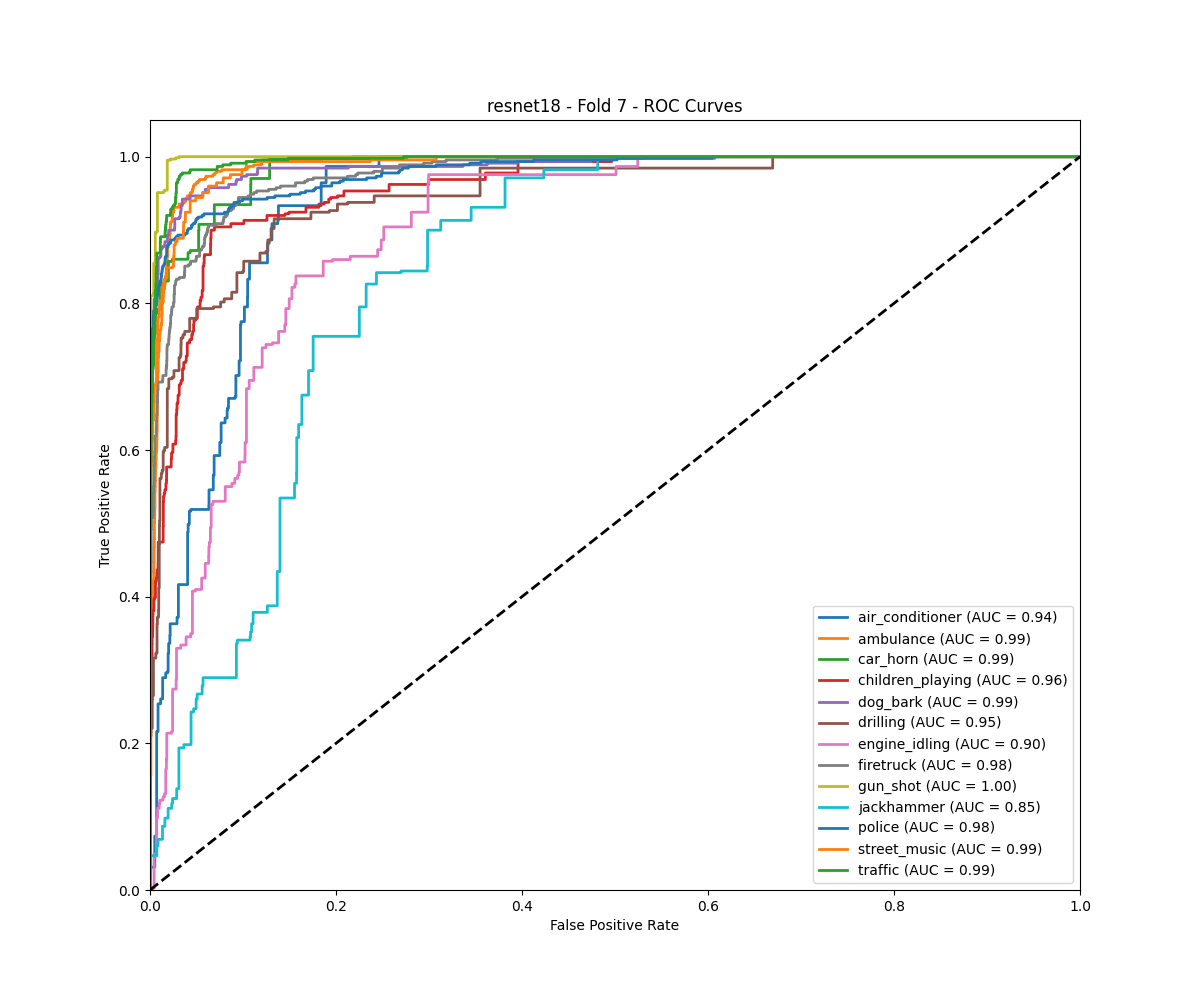 resnet18 - Fold 7 - ROC Curves
1.0
0.8
0.6
0.4
0.2
0.0
True Positive Rate
air_conditioner (AUC = 0.94)
ambulance (AUC = 0.99)
car_horn (AUC = 0.99)
children_playing (AUC = 0.96)
dog_bark (AUC = 0.99)
drilling (AUC = 0.95)
engine_idling (AUC = 0.90)
firetruck (AUC = 0.98)
gun_shot (AUC = 1.00)
jackhammer (AUC = 0.85)
police (AUC = 0.98)
street_music (AUC = 0.99)
traffic (AUC = 0.99)
0.0 0.2 0.4 0.6 0.8 1.0
False Positive Rate